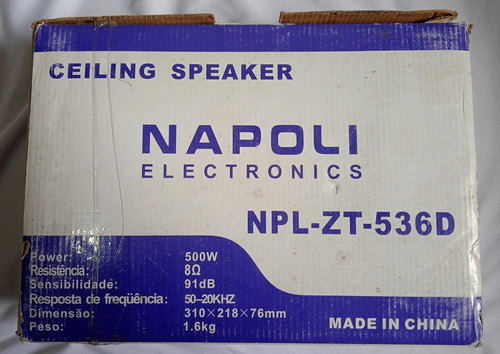 CEILING SPEAKER
NAPOLI
ELECTRONICS
NPL-ZT-536D
Power: 500W
Resistência: 8Ω
Sensibilidade: 91dB
Resposta de freqüência: 50–20KHZ
Dimensão: 310×218×76mm
Peso: 1.6kg
MADE IN CHINA